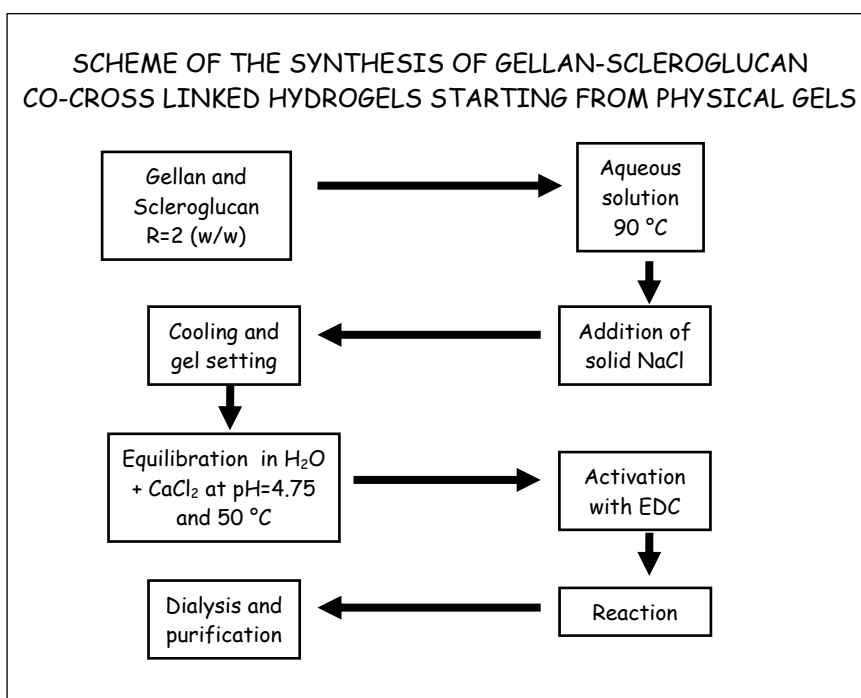 SCHEME OF THE SYNTHESIS OF GELLAN-SCLEROGLUCAN
CO-CROSS LINKED HYDROGELS STARTING FROM PHYSICAL GELS
Gellan and
Scleroglucan
R=2 (w/w)
Aqueous
solution
90 °C
Addition of
solid NaCl
Cooling and
gel setting
Equilibration in H₂O
+ CaCl₂ at pH=4.75
and 50 °C
Activation
with EDC
Reaction
Dialysis and
purification